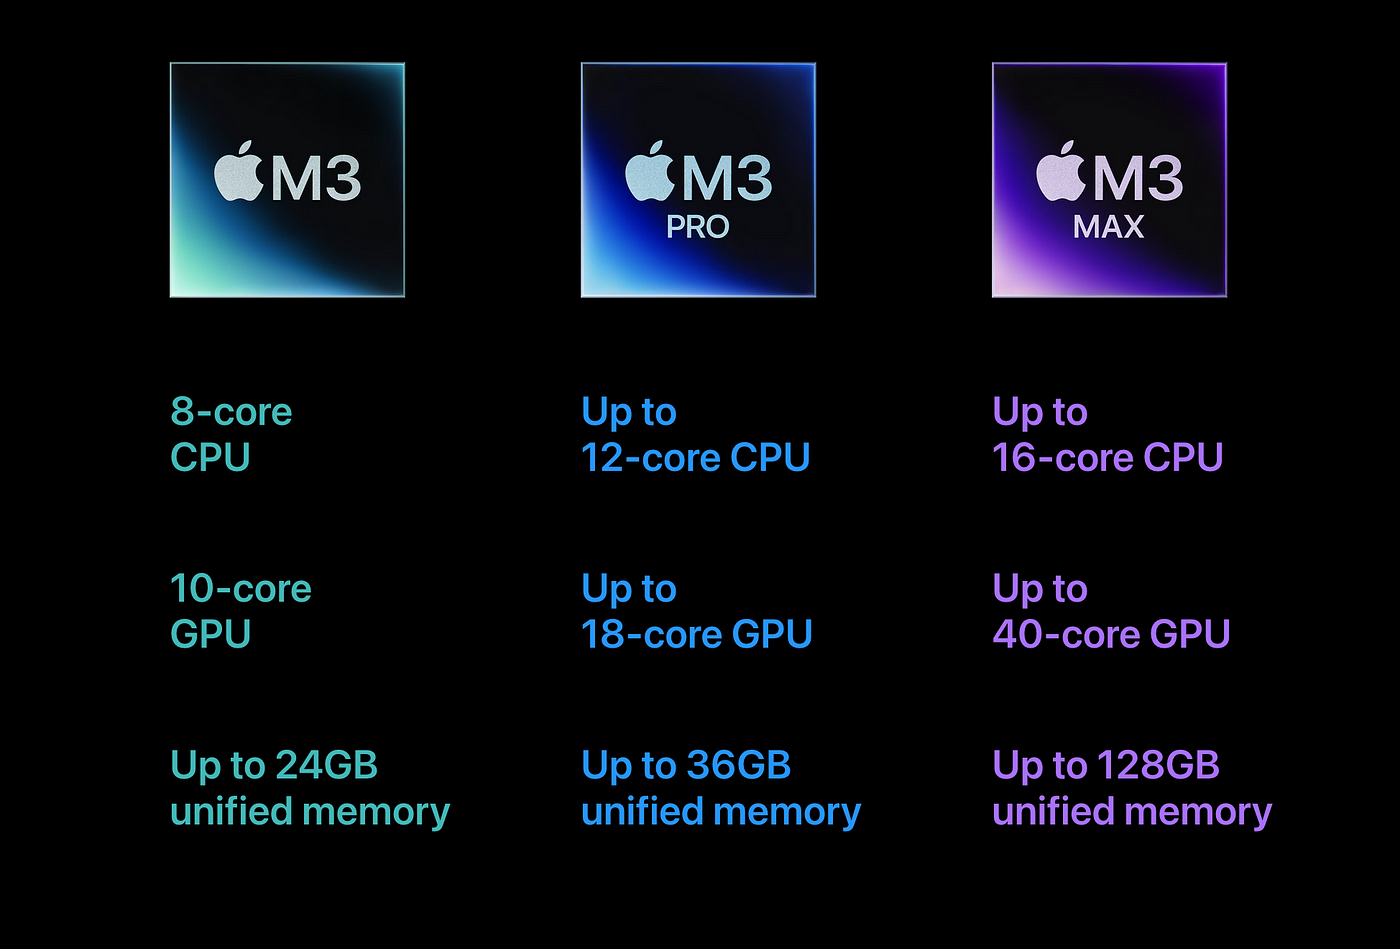 M3
M3
PRO
M3
MAX
8-core
CPU
Up to
12-core CPU
Up to
16-core CPU
10-core
GPU
Up to
18-core GPU
Up to
40-core GPU
Up to 24GB
unified memory
Up to 36GB
unified memory
Up to 128GB
unified memory